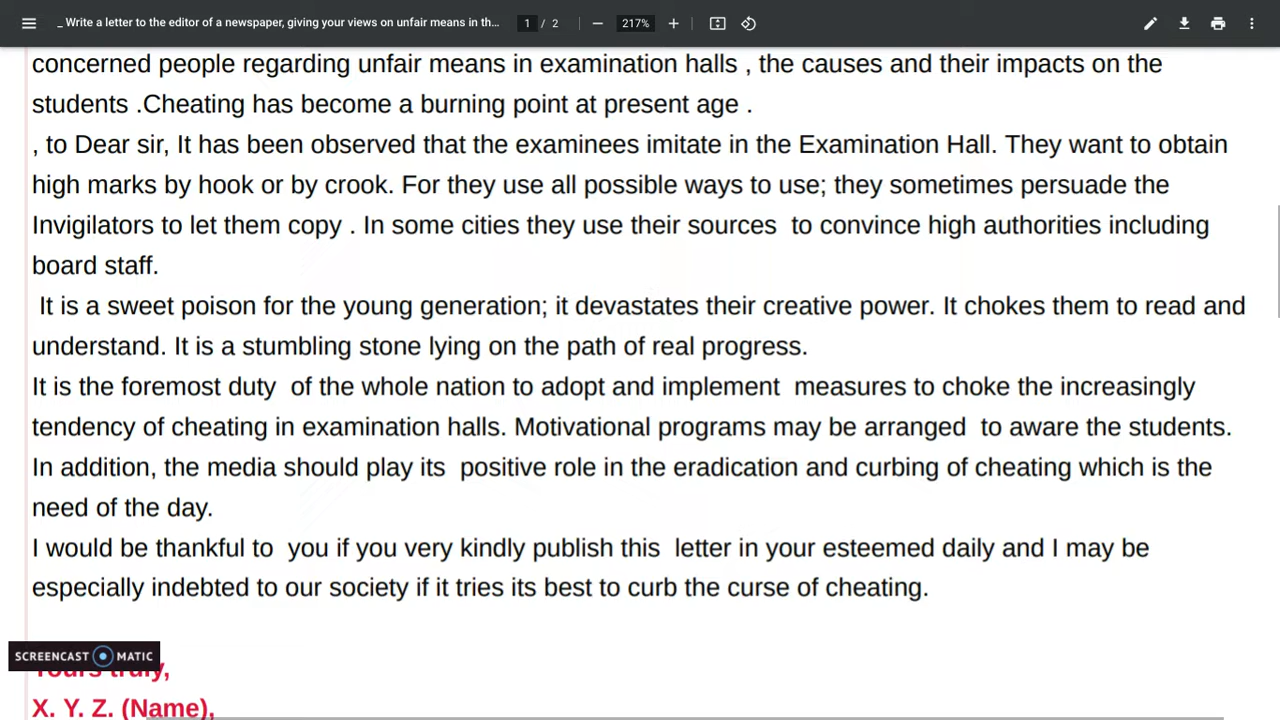 _ Write a letter to the editor of a newspaper, giving your views on unfair means in th...
1 / 2
217%
concerned people regarding unfair means in examination halls , the causes and their impacts on the
students .Cheating has become a burning point at present age .
, to Dear sir, It has been observed that the examinees imitate in the Examination Hall. They want to obtain
high marks by hook or by crook. For they use all possible ways to use; they sometimes persuade the
Invigilators to let them copy . In some cities they use their sources  to convince high authorities including
board staff.
It is a sweet poison for the young generation; it devastates their creative power. It chokes them to read and
understand. It is a stumbling stone lying on the path of real progress.
It is the foremost duty  of the whole nation to adopt and implement  measures to choke the increasingly
tendency of cheating in examination halls. Motivational programs may be arranged  to aware the students.
In addition, the media should play its  positive role in the eradication and curbing of cheating which is the
need of the day.
I would be thankful to  you if you very kindly publish this  letter in your esteemed daily and I may be
especially indebted to our society if it tries its best to curb the curse of cheating.
SCREENCAST MATIC
Yours truly,
X. Y. Z. (Name),